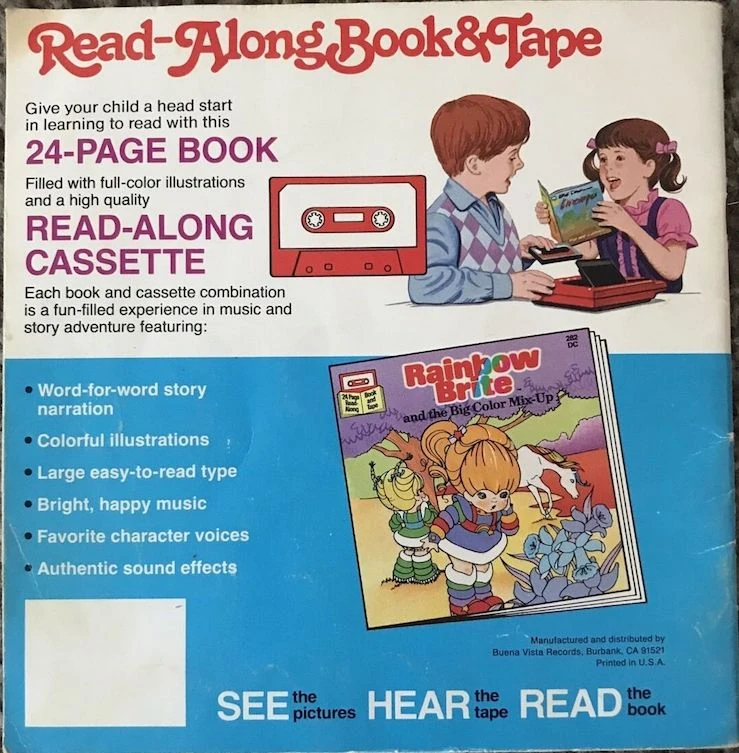 Read-Along Book&Tape
Give your child a head start
in learning to read with this
24-PAGE BOOK
Filled with full-color illustrations
and a high quality
READ-ALONG
CASSETTE
Each book and cassette combination
is a fun-filled experience in music and
story adventure featuring:
• Word-for-word story
narration
• Colorful illustrations
• Large easy-to-read type
• Bright, happy music
• Favorite character voices
• Authentic sound effects
282
DC
24 Page
Read-
Along
Book
and
Tape
Rainbow
Brite
and the Big Color Mix-Up
Manufactured and distributed by
Buena Vista Records, Burbank, CA 91521
Printed in U.S.A.
SEE the pictures HEAR the tape READ the book